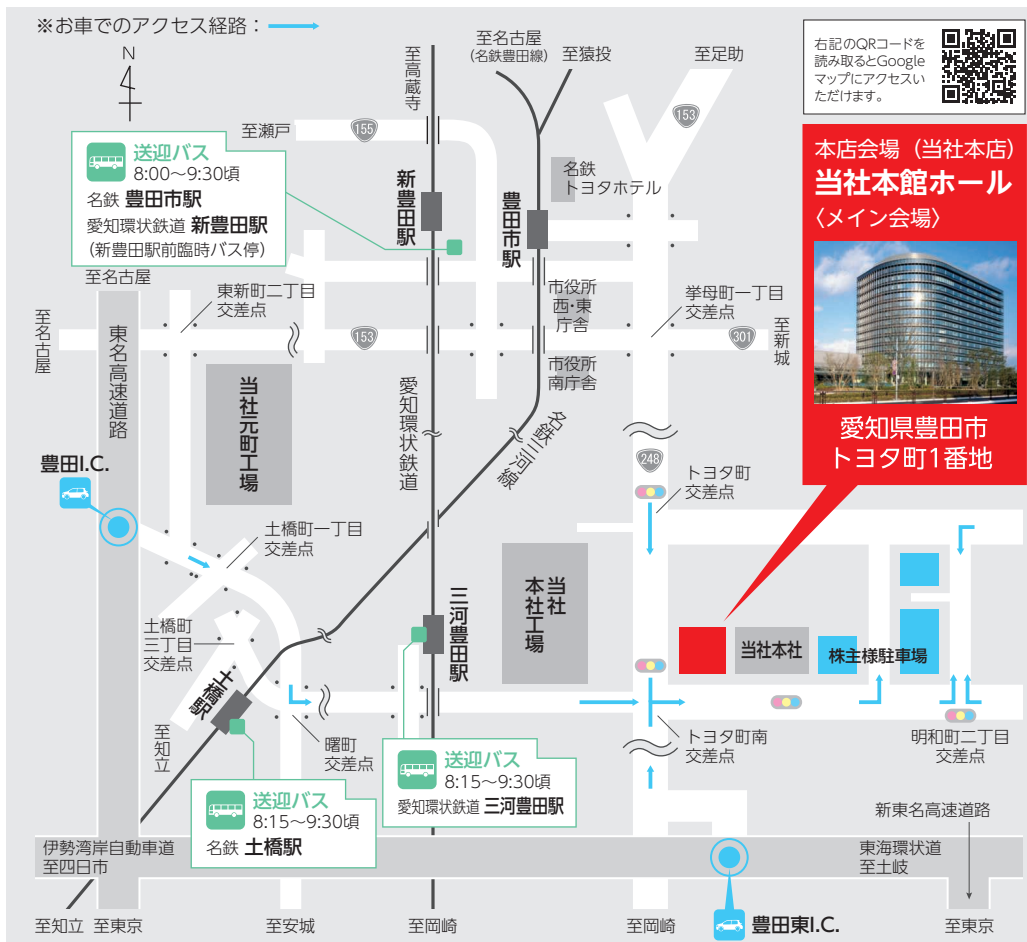 ※お車でのアクセス経路：
N
至高蔵寺
至名古屋
(名鉄豊田線)
至猿投
至足助
右記のQRコードを
読み取るとGoogle
マップにアクセスい
ただけます。
至瀬戸
155
153
送迎バス
8:00〜9:30頃
名鉄 豊田市駅
愛知環状鉄道 新豊田駅
(新豊田駅前臨時バス停)
新豊田駅
豊田市駅
名鉄
トヨタホテル
本店会場（当社本店）
当社本館ホール
〈メイン会場〉
愛知県豊田市
トヨタ町1番地
至名古屋
至名古屋
東名高速道路
東新町二丁目
交差点
153
市役所
西・東
庁舎
挙母町一丁目
交差点
301
至新城
市役所
南庁舎
当社元町工場
愛知環状鉄道
名鉄三河線
豊田I.C.
248
トヨタ町
交差点
土橋町一丁目
交差点
当社
本社工場
土橋町
三丁目
交差点
三河豊田駅
当社本社
株主様駐車場
土橋駅
至知立
曙町
交差点
トヨタ町南
交差点
明和町二丁目
交差点
送迎バス
8:15〜9:30頃
愛知環状鉄道 三河豊田駅
送迎バス
8:15〜9:30頃
名鉄 土橋駅
新東名高速道路
伊勢湾岸自動車道
至四日市
東海環状道
至土岐
至知立
至東京
至安城
至岡崎
至岡崎
豊田東I.C.
至東京